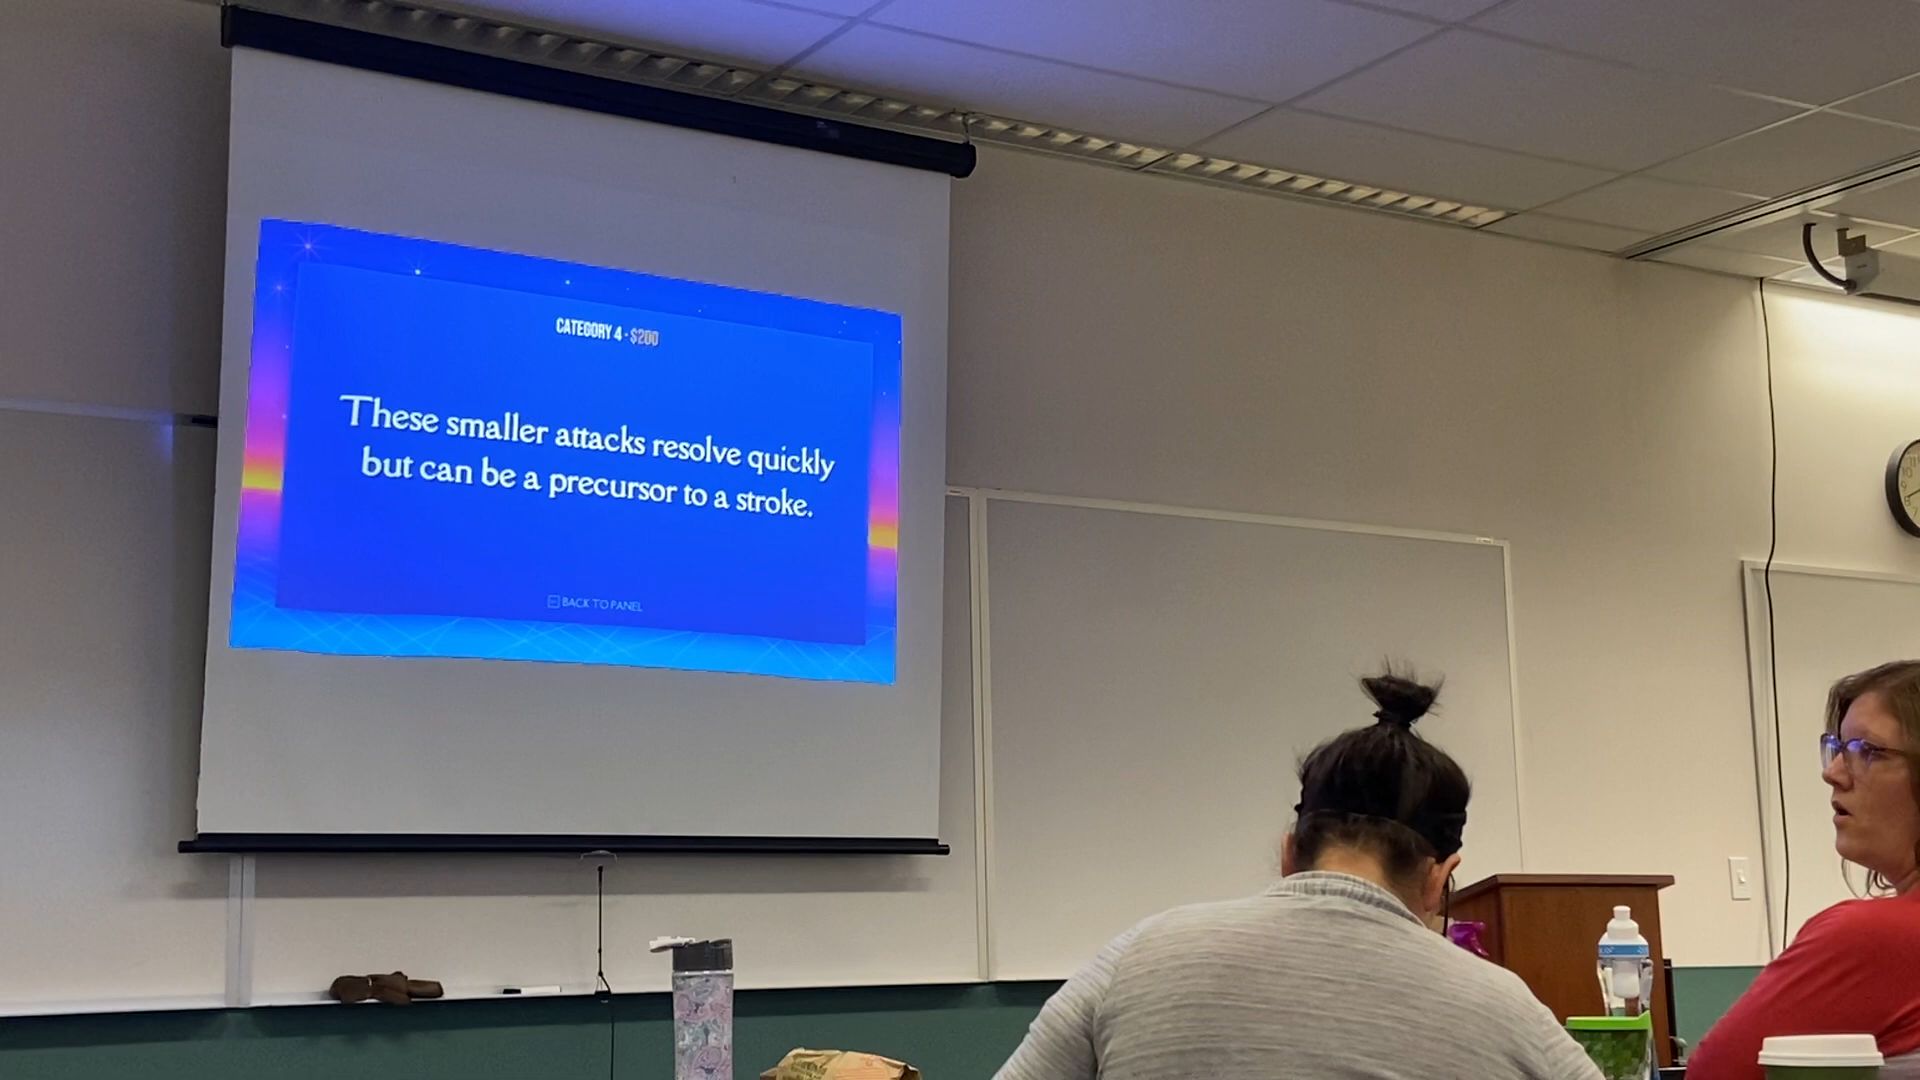 CATEGORY 4 - $200
These smaller attacks resolve quickly
but can be a precursor to a stroke.
BACK TO PANEL